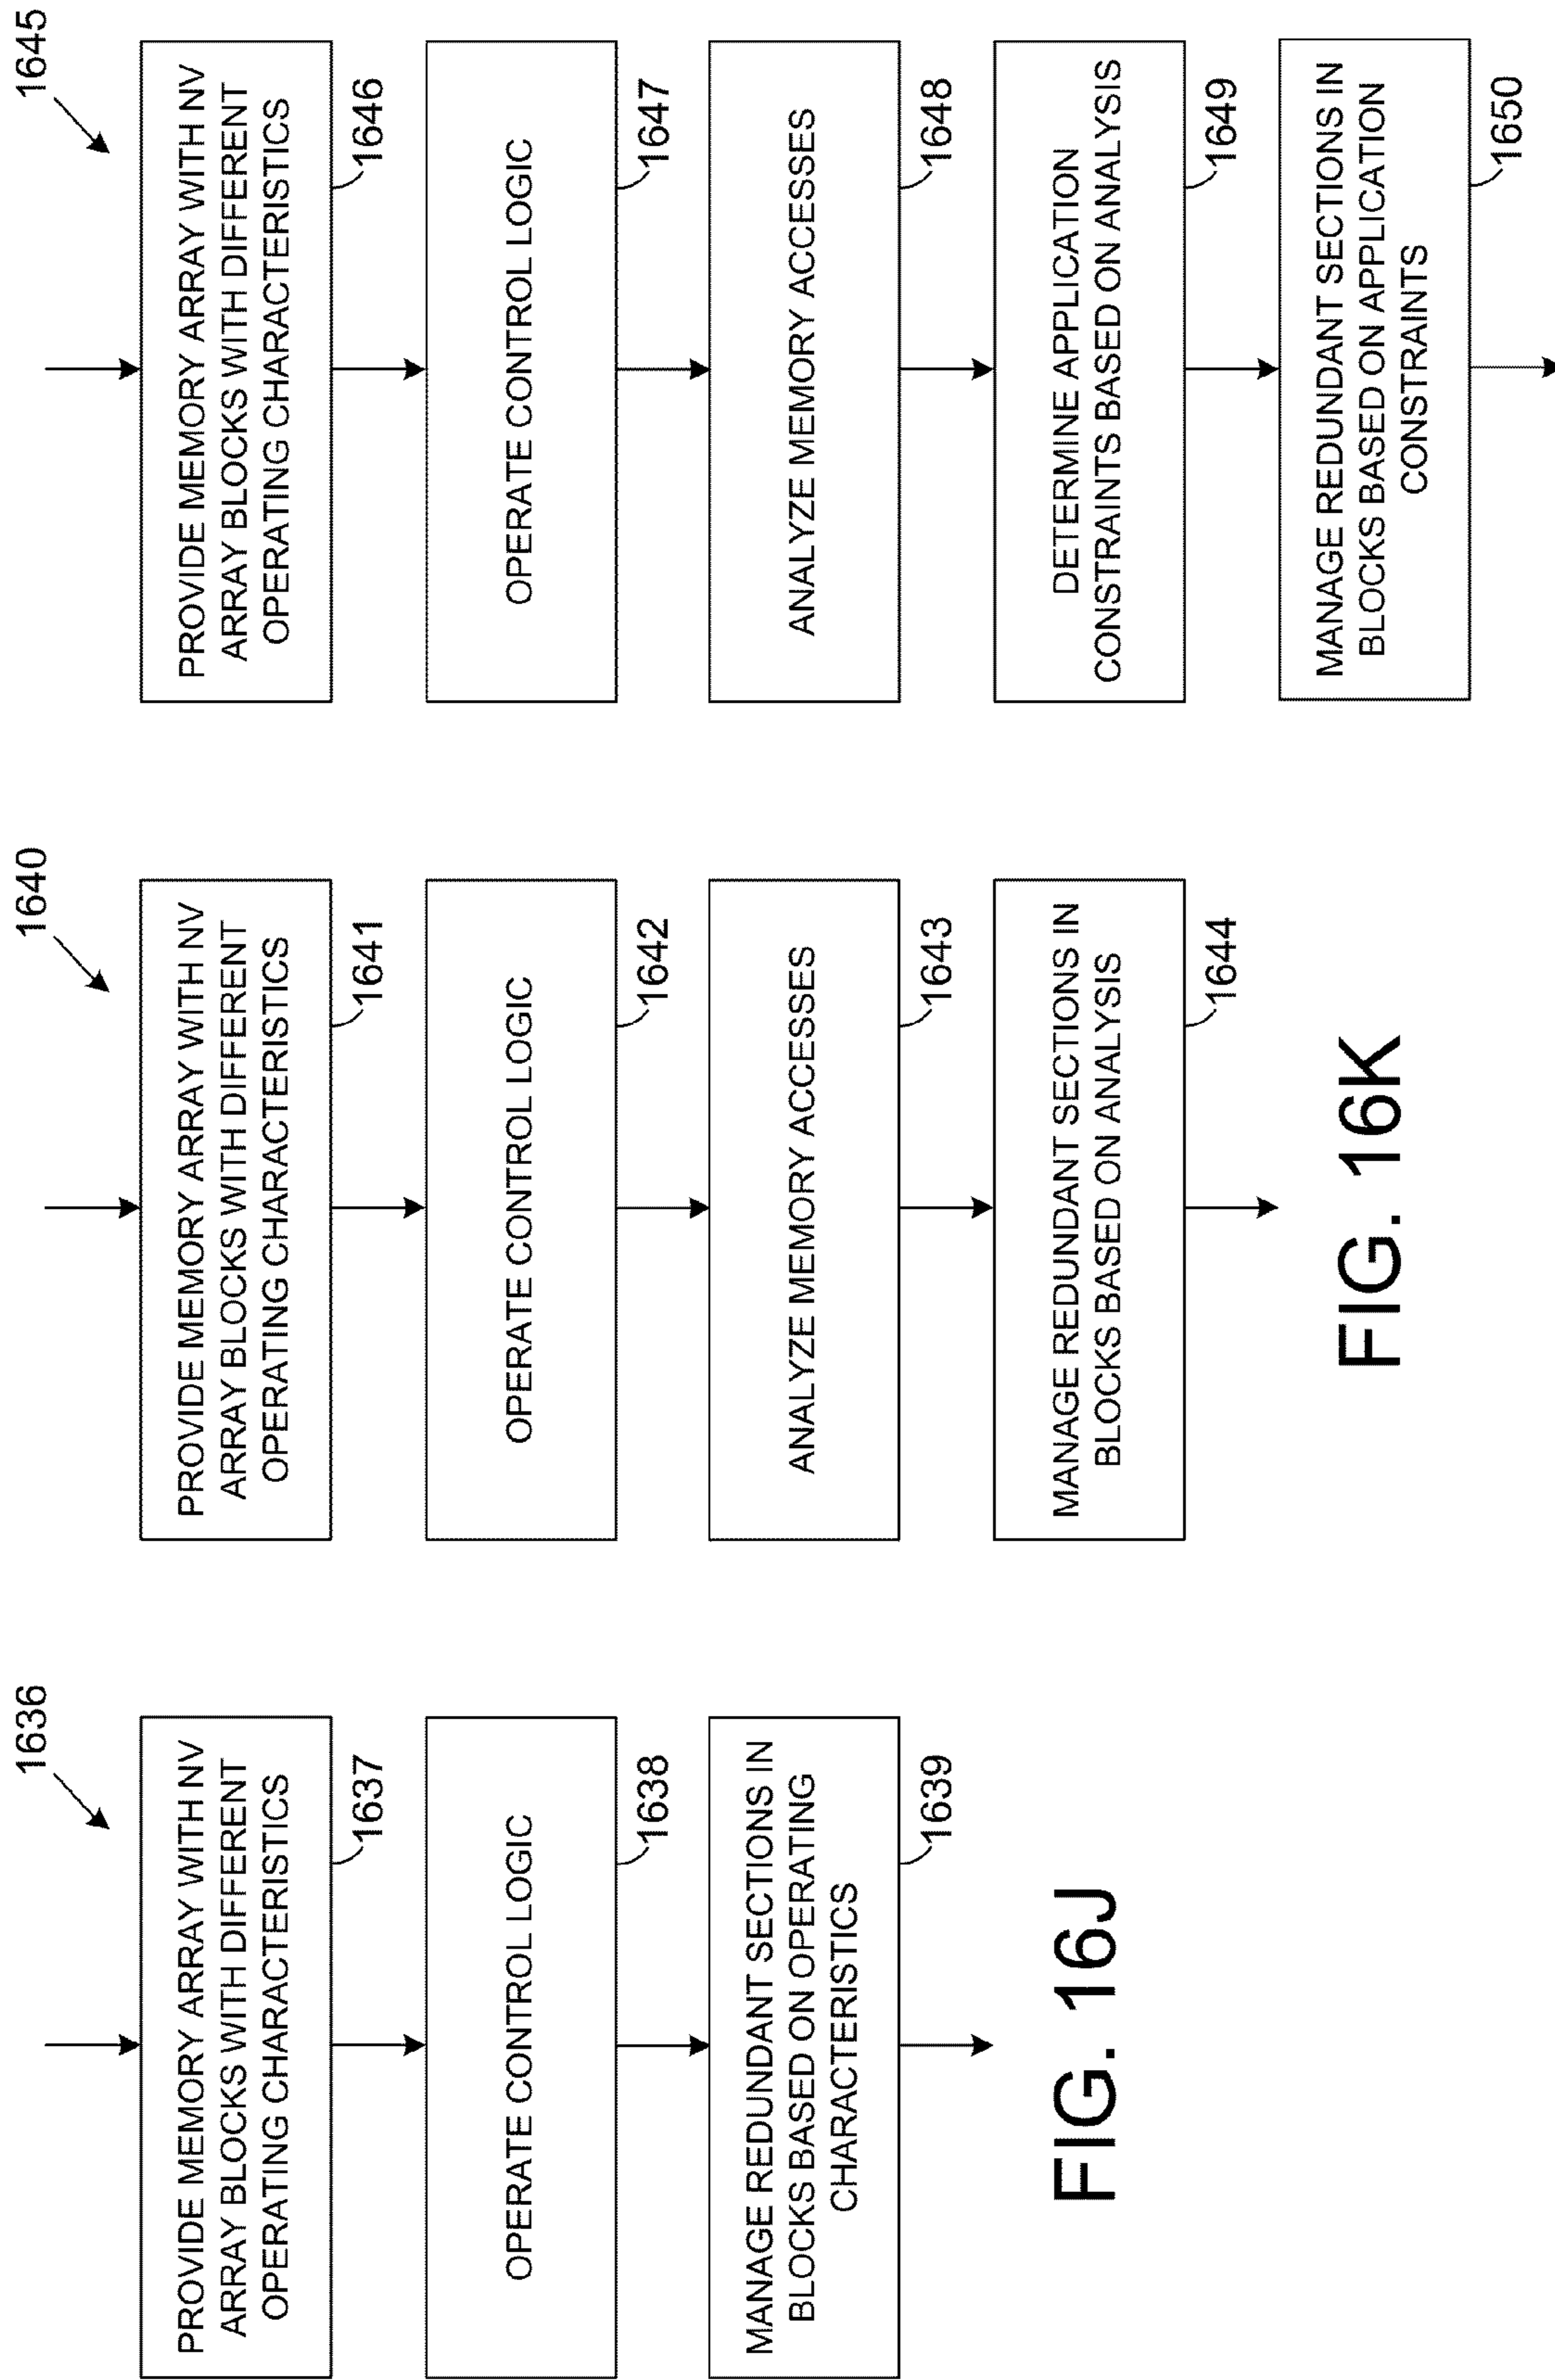 1636
PROVIDE MEMORY ARRAY WITH NV
ARRAY BLOCKS WITH DIFFERENT
OPERATING CHARACTERISTICS
1637
OPERATE CONTROL LOGIC
1638
MANAGE REDUNDANT SECTIONS IN
BLOCKS BASED ON OPERATING
CHARACTERISTICS
1639
FIG. 16J
1640
PROVIDE MEMORY ARRAY WITH NV
ARRAY BLOCKS WITH DIFFERENT
OPERATING CHARACTERISTICS
1641
OPERATE CONTROL LOGIC
1642
ANALYZE MEMORY ACCESSES
1643
MANAGE REDUNDANT SECTIONS IN
BLOCKS BASED ON ANALYSIS
1644
FIG. 16K
1645
PROVIDE MEMORY ARRAY WITH NV
ARRAY BLOCKS WITH DIFFERENT
OPERATING CHARACTERISTICS
1646
OPERATE CONTROL LOGIC
1647
ANALYZE MEMORY ACCESSES
1648
DETERMINE APPLICATION
CONSTRAINTS BASED ON ANALYSIS
1649
MANAGE REDUNDANT SECTIONS IN
BLOCKS BASED ON APPLICATION
CONSTRAINTS
1650